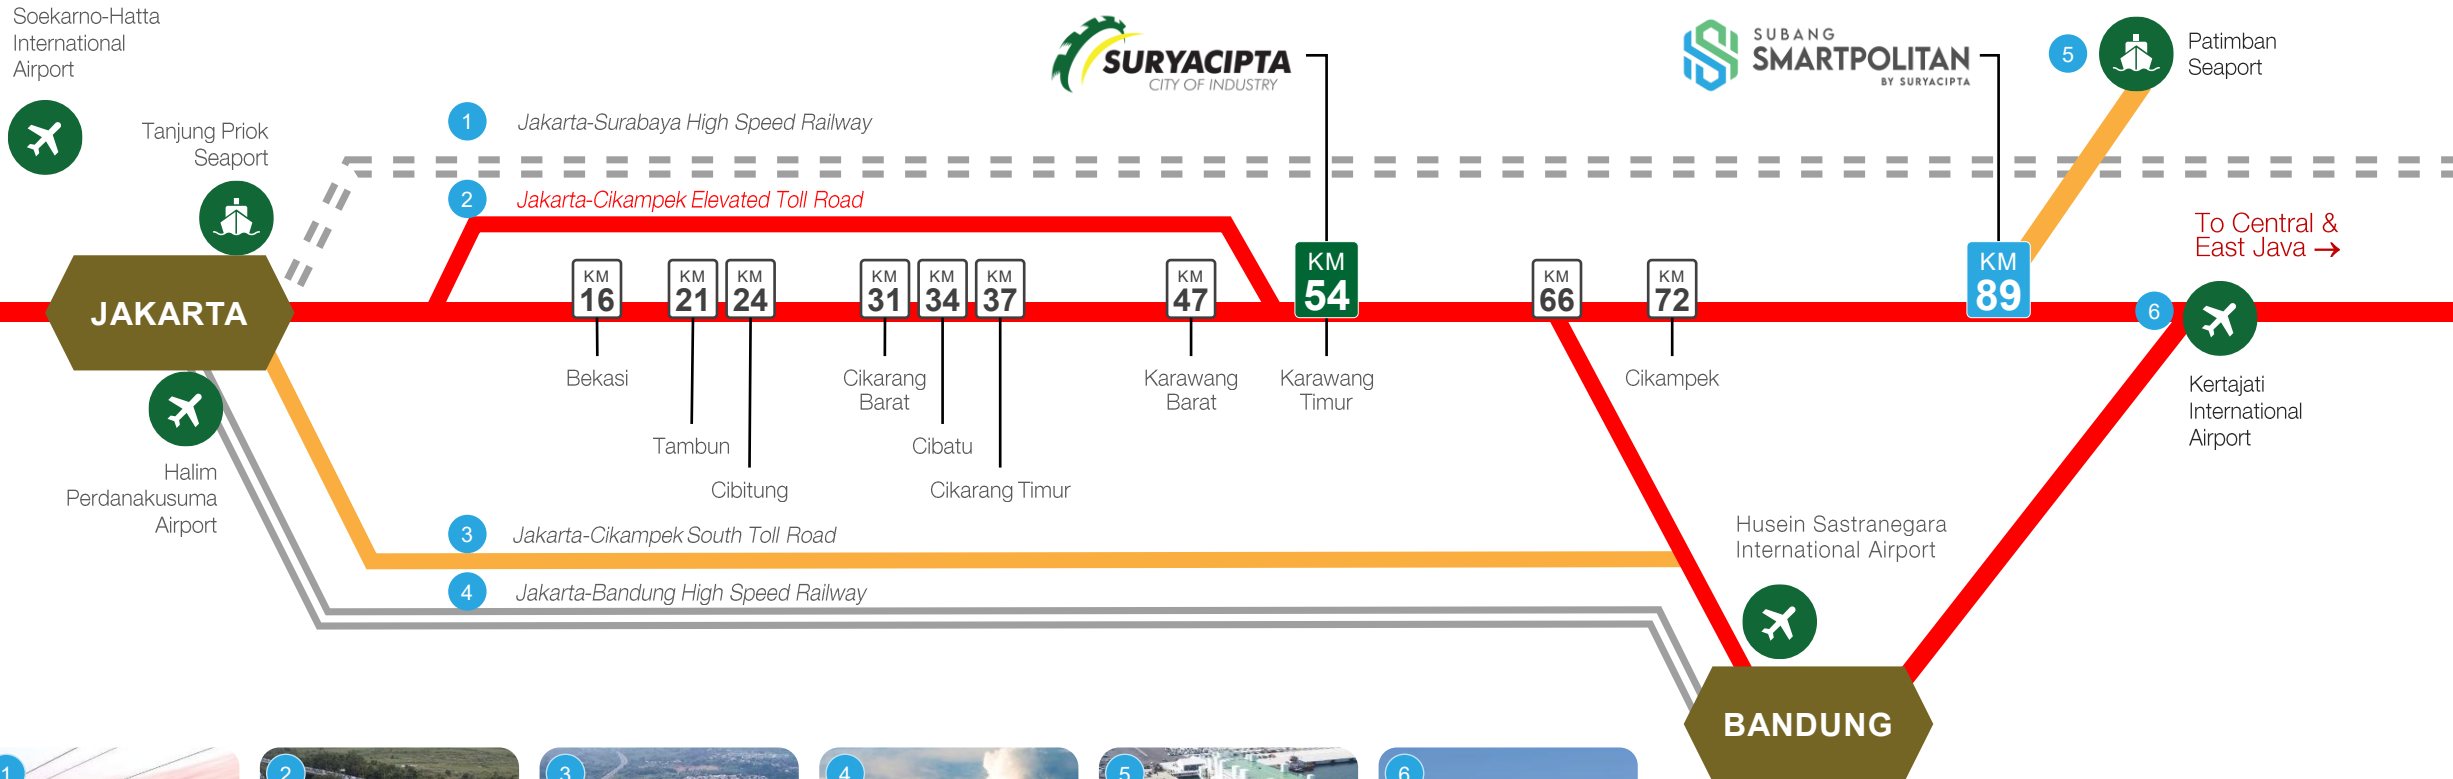 Soekarno-Hatta
International
Airport
Tanjung Priok
Seaport
1
Jakarta-Surabaya High Speed Railway
2
Jakarta-Cikampek Elevated Toll Road
SURYACIPTA
CITY OF INDUSTRY
SUBANG
SMARTPOLITAN
BY SURYACIPTA
5
Patimban
Seaport
To Central &
East Java →
JAKARTA
KM
16
Bekasi
KM
21
Tambun
KM
24
Cibitung
KM
31
Cikarang
Barat
KM
34
Cibatu
KM
37
Cikarang Timur
KM
47
Karawang
Barat
KM
54
Karawang
Timur
KM
66
KM
72
Cikampek
KM
89
6
Kertajati
International
Airport
Halim
Perdanakusuma
Airport
3
Jakarta-Cikampek South Toll Road
4
Jakarta-Bandung High Speed Railway
Husein Sastranegara
International Airport
BANDUNG
1
2
3
4
5
6